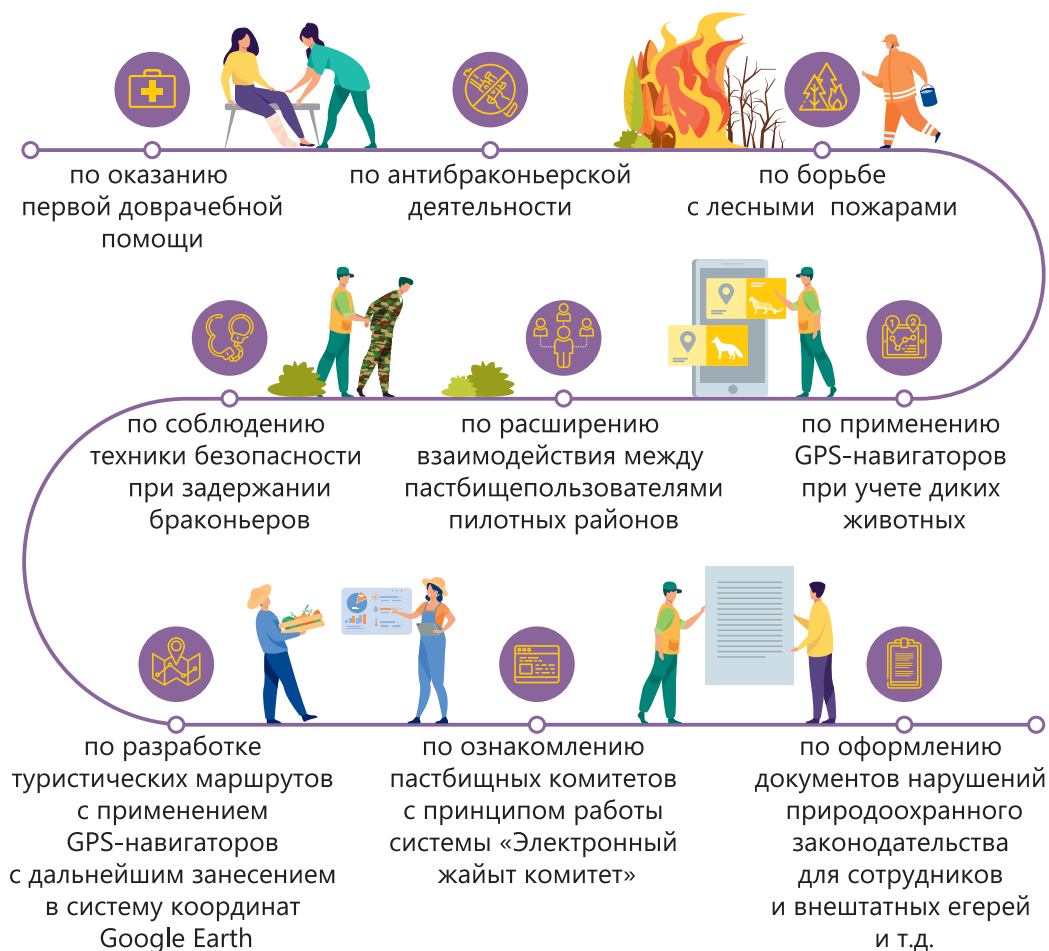 по оказанию
первой доврачебной
помощи
по антибраконьерской
деятельности
по борьбе
с лесными пожарами
по соблюдению
техники безопасности
при задержании
браконьеров
по расширению
взаимодействия между
пастбищепользователями
пилотных районов
1 2
по применению
GPS-навигаторов
при учете диких
животных
по разработке
туристических маршрутов
с применением
GPS-навигаторов
с дальнейшим занесением
в систему координат
Google Earth
по ознакомлению
пастбищных комитетов
с принципом работы
системы «Электронный
жайыт комитет»
по оформлению
документов нарушений
природоохранного
законодательства
для сотрудников
и внештатных егерей
и т.д.